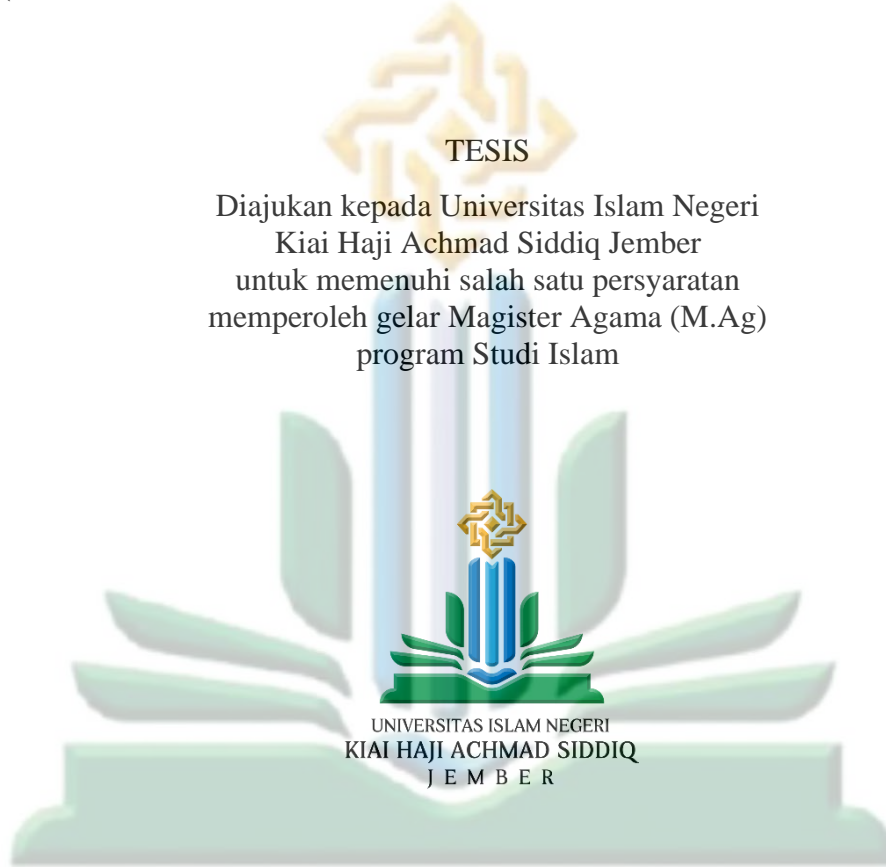 TESIS
Diajukan kepada Universitas Islam Negeri
Kiai Haji Achmad Siddiq Jember
untuk memenuhi salah satu persyaratan
memperoleh gelar Magister Agama (M.Ag)
program Studi Islam
UNIVERSITAS ISLAM NEGERI
KIAI HAJI ACHMAD SIDDIQ
J E M B E R